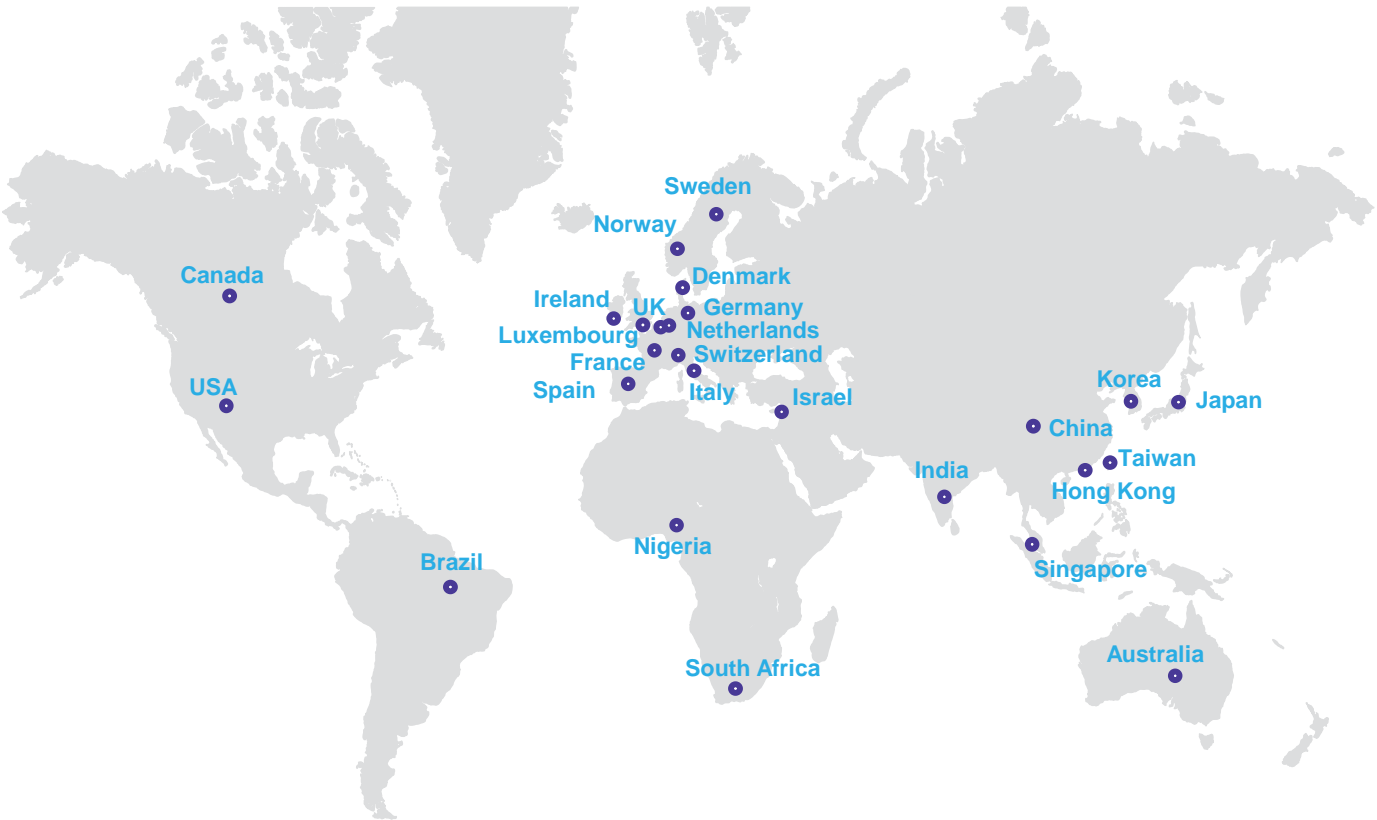 Sweden
Norway
Canada
Denmark
Ireland
UK
Germany
Luxembourg
Netherlands
France
Switzerland
USA
Spain
Italy
Israel
Korea
Japan
China
Taiwan
India
Hong Kong
Nigeria
Brazil
Singapore
Australia
South Africa